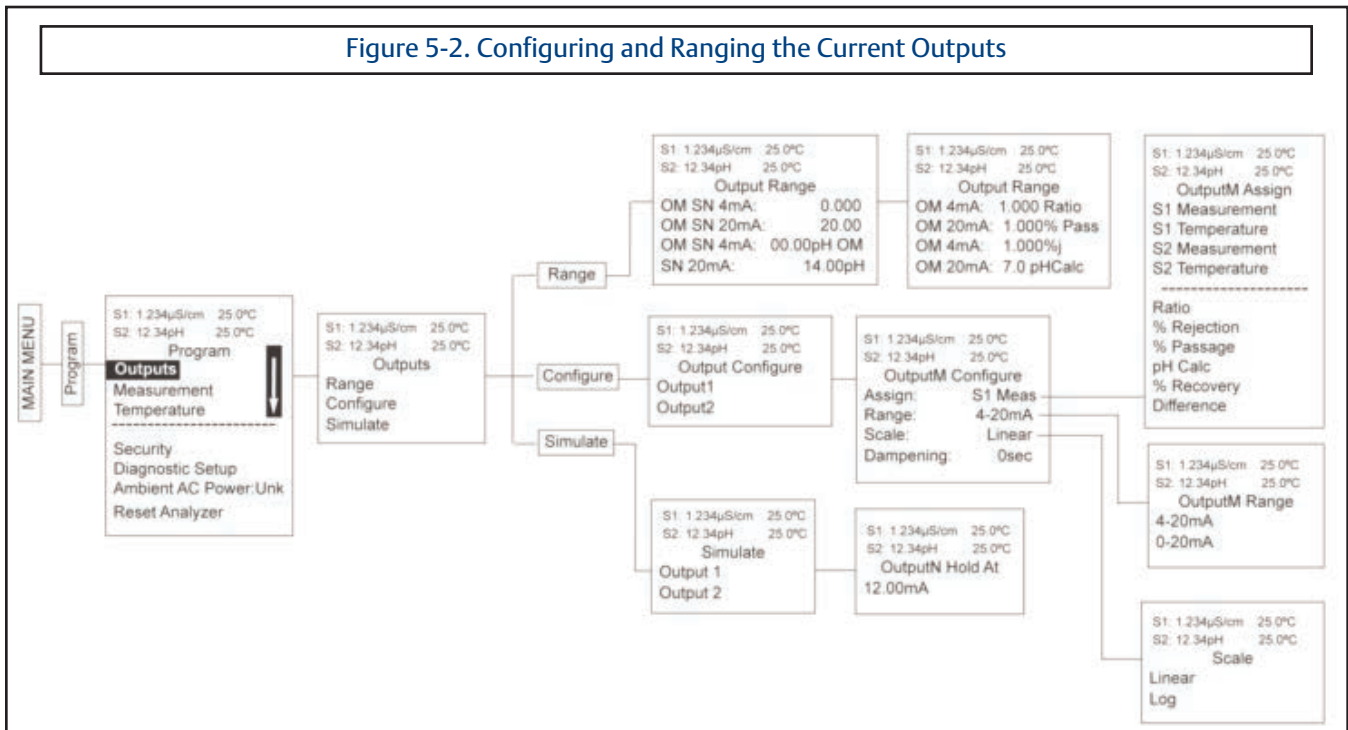 Figure 5-2. Configuring and Ranging the Current Outputs
MAIN MENU
Program
S1: 1.234µS/cm 25.0ºC
S2: 12.34pH 25.0ºC
Program
Outputs
Measurement
Temperature
Security
Diagnostic Setup
Ambient AC Power:Unk
Reset Analyzer
S1: 1.234µS/cm 25.0ºC
S2: 12.34pH 25.0ºC
Outputs
Range
Configure
Simulate
Range
S1: 1.234µS/cm 25.0ºC
S2: 12.34pH 25.0ºC
Output Range
OM SN 4mA: 0.000
OM SN 20mA: 20.00
OM SN 4mA: 00.00pH OM
SN 20mA: 14.00pH
S1: 1.234µS/cm 25.0ºC
S2: 12.34pH 25.0ºC
Output Range
OM 4mA: 1.000 Ratio
OM 20mA: 1.000% Pass
OM 4mA: 1.000%j
OM 20mA: 7.0 pHCalc
Configure
S1: 1.234µS/cm 25.0ºC
S2: 12.34pH 25.0ºC
Output Configure
Output1
Output2
S1: 1.234µS/cm 25.0ºC
S2: 12.34pH 25.0ºC
OutputM Configure
Assign: S1 Meas
Range: 4-20mA
Scale: Linear
Dampening: 0sec
S1: 1.234µS/cm 25.0ºC
S2: 12.34pH 25.0ºC
OutputM Assign
S1 Measurement
S1 Temperature
S2 Measurement
S2 Temperature
Ratio
% Rejection
% Passage
pH Calc
% Recovery
Difference
S1: 1.234µS/cm 25.0ºC
S2: 12.34pH 25.0ºC
OutputM Range
4-20mA
0-20mA
S1: 1.234µS/cm 25.0ºC
S2: 12.34pH 25.0ºC
Scale
Linear
Log
Simulate
S1: 1.234µS/cm 25.0ºC
S2: 12.34pH 25.0ºC
Simulate
Output 1
Output 2
S1: 1.234µS/cm 25.0ºC
S2: 12.34pH 25.0ºC
OutputN Hold At
12.00mA